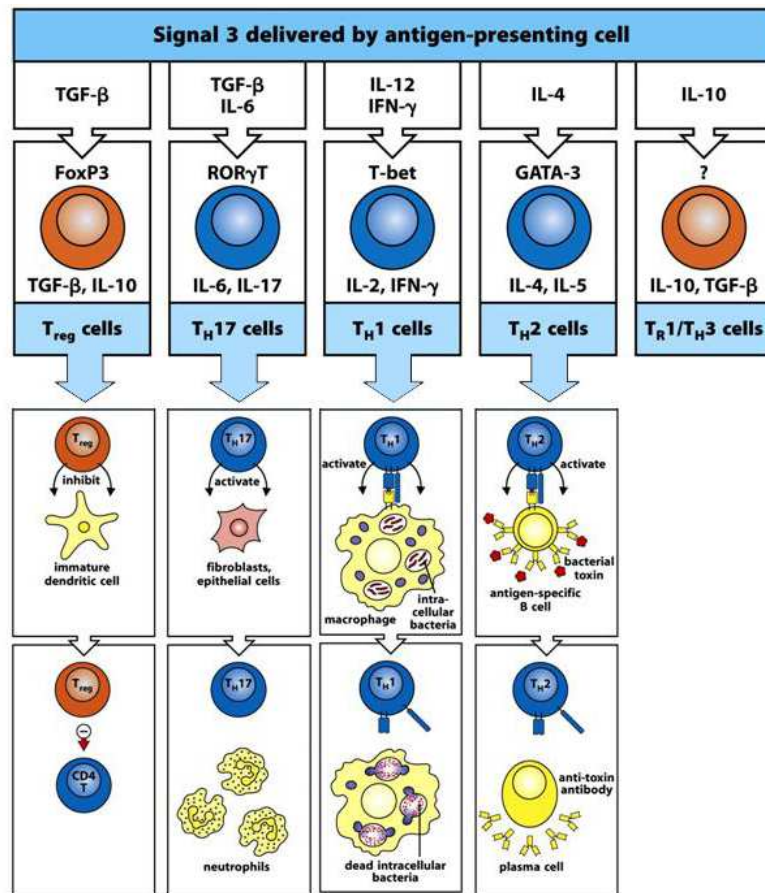 Signal 3 delivered by antigen-presenting cell
TGF-β
TGF-β
IL-6
IL-12
IFN-γ
IL-4
IL-10
FoxP3
RORγT
T-bet
GATA-3
?
TGF-β, IL-10
IL-6, IL-17
IL-2, IFN-γ
IL-4, IL-5
IL-10, TGF-β
Treg cells
TH17 cells
TH1 cells
TH2 cells
TR1/TH3 cells
Treg
inhibit
immature
dendritic cell
TH17
activate
fibroblasts,
epithelial cells
TH1
activate
macrophage
intra-
cellular
bacteria
TH2
activate
bacterial
toxin
antigen-specific
B cell
Treg
−
CD4
T
TH17
neutrophils
TH1
dead intracellular
bacteria
TH2
anti-toxin
antibody
plasma cell